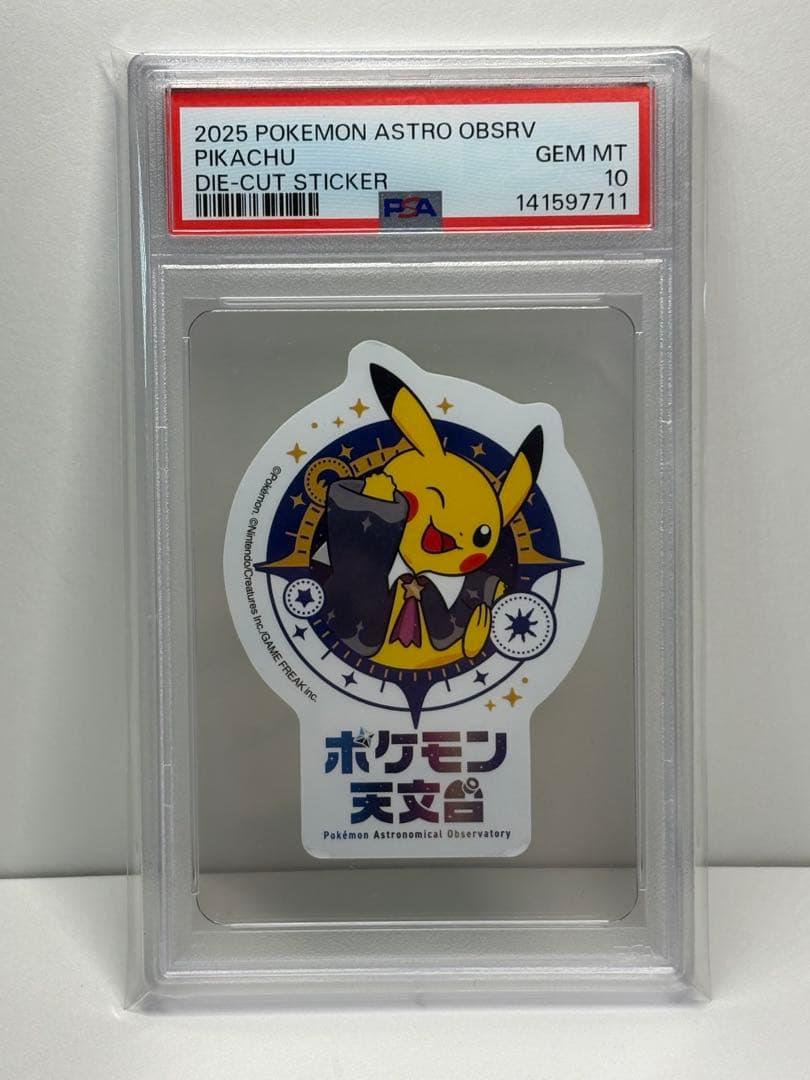 2025 POKEMON ASTRO OBSRV
PIKACHU GEM MT
DIE-CUT STICKER 10
PSA 141597711
©Pokémon. ©Nintendo/Creatures Inc./GAME FREAK inc.
ポケモン
天文台
Pokémon Astronomical Observatory